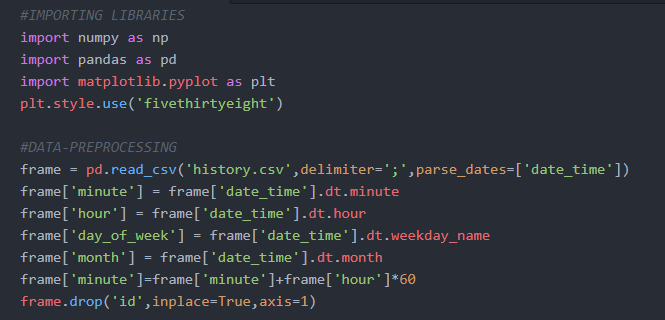 #IMPORTING LIBRARIES
import numpy as np
import pandas as pd
import matplotlib.pyplot as plt
plt.style.use('fivethirtyeight')
#DATA-PREPROCESSING
frame = pd.read_csv('history.csv',delimiter=';',parse_dates=['date_time'])
frame['minute'] = frame['date_time'].dt.minute
frame['hour'] = frame['date_time'].dt.hour
frame['day_of_week'] = frame['date_time'].dt.weekday_name
frame['month'] = frame['date_time'].dt.month
frame['minute']=frame['minute']+frame['hour']*60
frame.drop('id',inplace=True,axis=1)